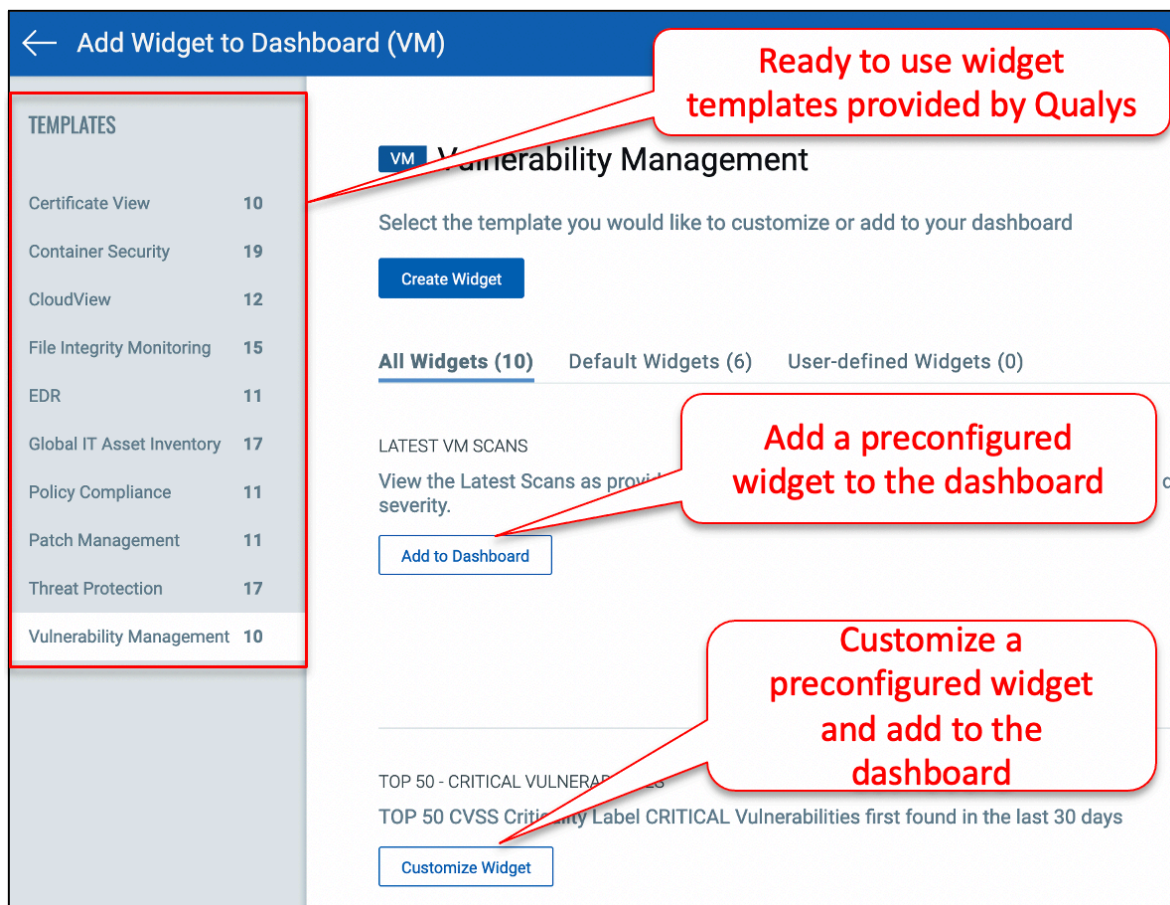 Add Widget to Dashboard (VM)
Ready to use widget
templates provided by Qualys
TEMPLATES
Certificate View 10
Container Security 19
CloudView 12
File Integrity Monitoring 15
EDR 11
Global IT Asset Inventory 17
Policy Compliance 11
Patch Management 11
Threat Protection 17
Vulnerability Management 10
VM Vulnerability Management
Select the template you would like to customize or add to your dashboard
Create Widget
All Widgets (10) Default Widgets (6) User-defined Widgets (0)
LATEST VM SCANS
View the Latest Scans as
severity.
Add to Dashboard
Add a preconfigured
widget to the dashboard
Customize a
preconfigured widget
and add to the
dashboard
TOP 50 - CRITICAL
TOP 50 CVSS Criticality Label CRITICAL Vulnerabilities first found in the last 30 days
Customize Widget